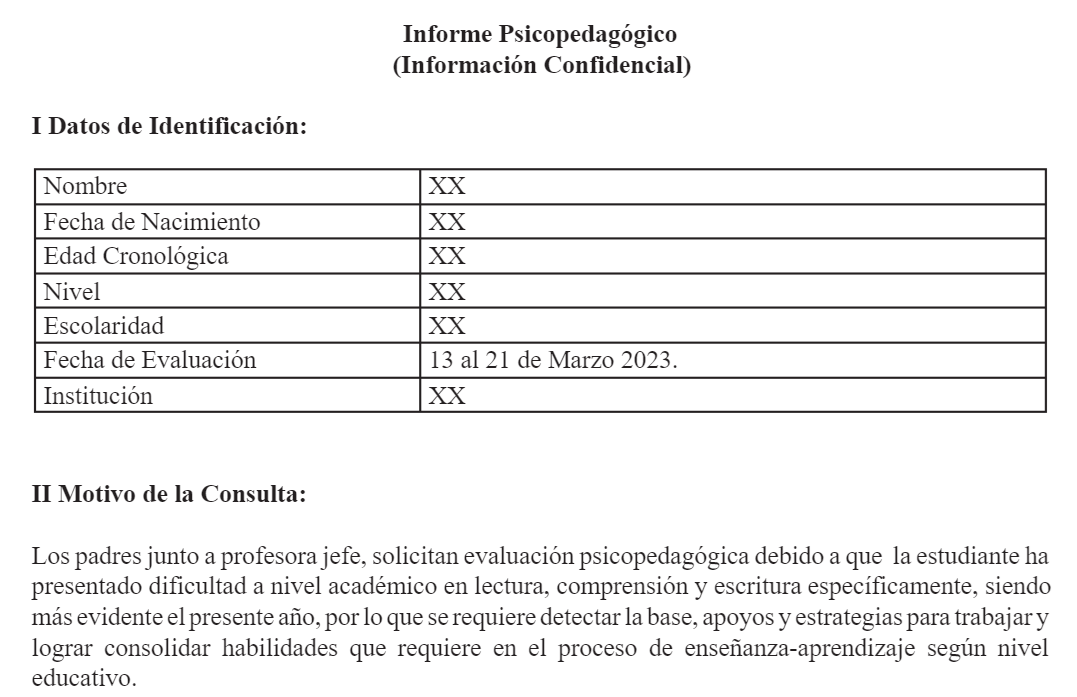 Informe Psicopedagógico
(Información Confidencial)
I Datos de Identificación:
Nombre XX
Fecha de Nacimiento XX
Edad Cronológica XX
Nivel XX
Escolaridad XX
Fecha de Evaluación 13 al 21 de Marzo 2023.
Institución XX
II Motivo de la Consulta:
Los padres junto a profesora jefe, solicitan evaluación psicopedagógica debido a que la estudiante ha
presentado dificultad a nivel académico en lectura, comprensión y escritura específicamente, siendo
más evidente el presente año, por lo que se requiere detectar la base, apoyos y estrategias para trabajar y
lograr consolidar habilidades que requiere en el proceso de enseñanza-aprendizaje según nivel
educativo.